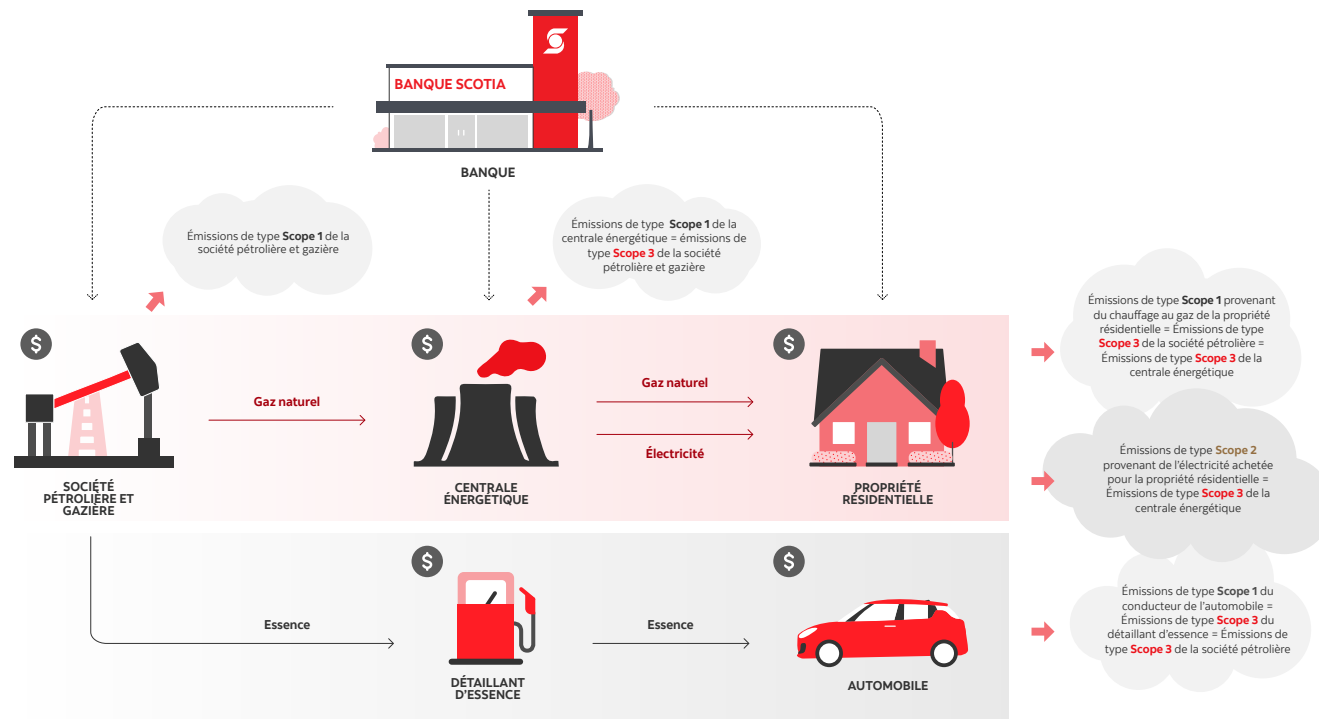 BANQUE SCOTIA
BANQUE
Émissions de type Scope 1 de la
société pétrolière et gazière
Émissions de type Scope 1 de la
centrale énergétique = émissions de
type Scope 3 de la société
pétrolière et gazière
$
$
$
Gaz naturel
Gaz naturel
Électricité
SOCIÉTÉ
PÉTROLIÈRE ET
GAZIÈRE
CENTRALE
ÉNERGÉTIQUE
PROPRIÉTÉ
RÉSIDENTIELLE
Émissions de type Scope 1 provenant
du chauffage au gaz de la propriété
résidentielle = Émissions de type
Scope 3 de la société pétrolière =
Émissions de type Scope 3 de la
centrale énergétique
Émissions de type Scope 2
provenant de l'électricité achetée
pour la propriété résidentielle =
Émissions de type Scope 3 de la
centrale énergétique
$
$
Essence
Essence
DÉTAILLANT
D'ESSENCE
AUTOMOBILE
Émissions de type Scope 1 du
conducteur de l'automobile =
Émissions de type Scope 3 du
détaillant d'essence = Émissions de
type Scope 3 de la société pétrolière